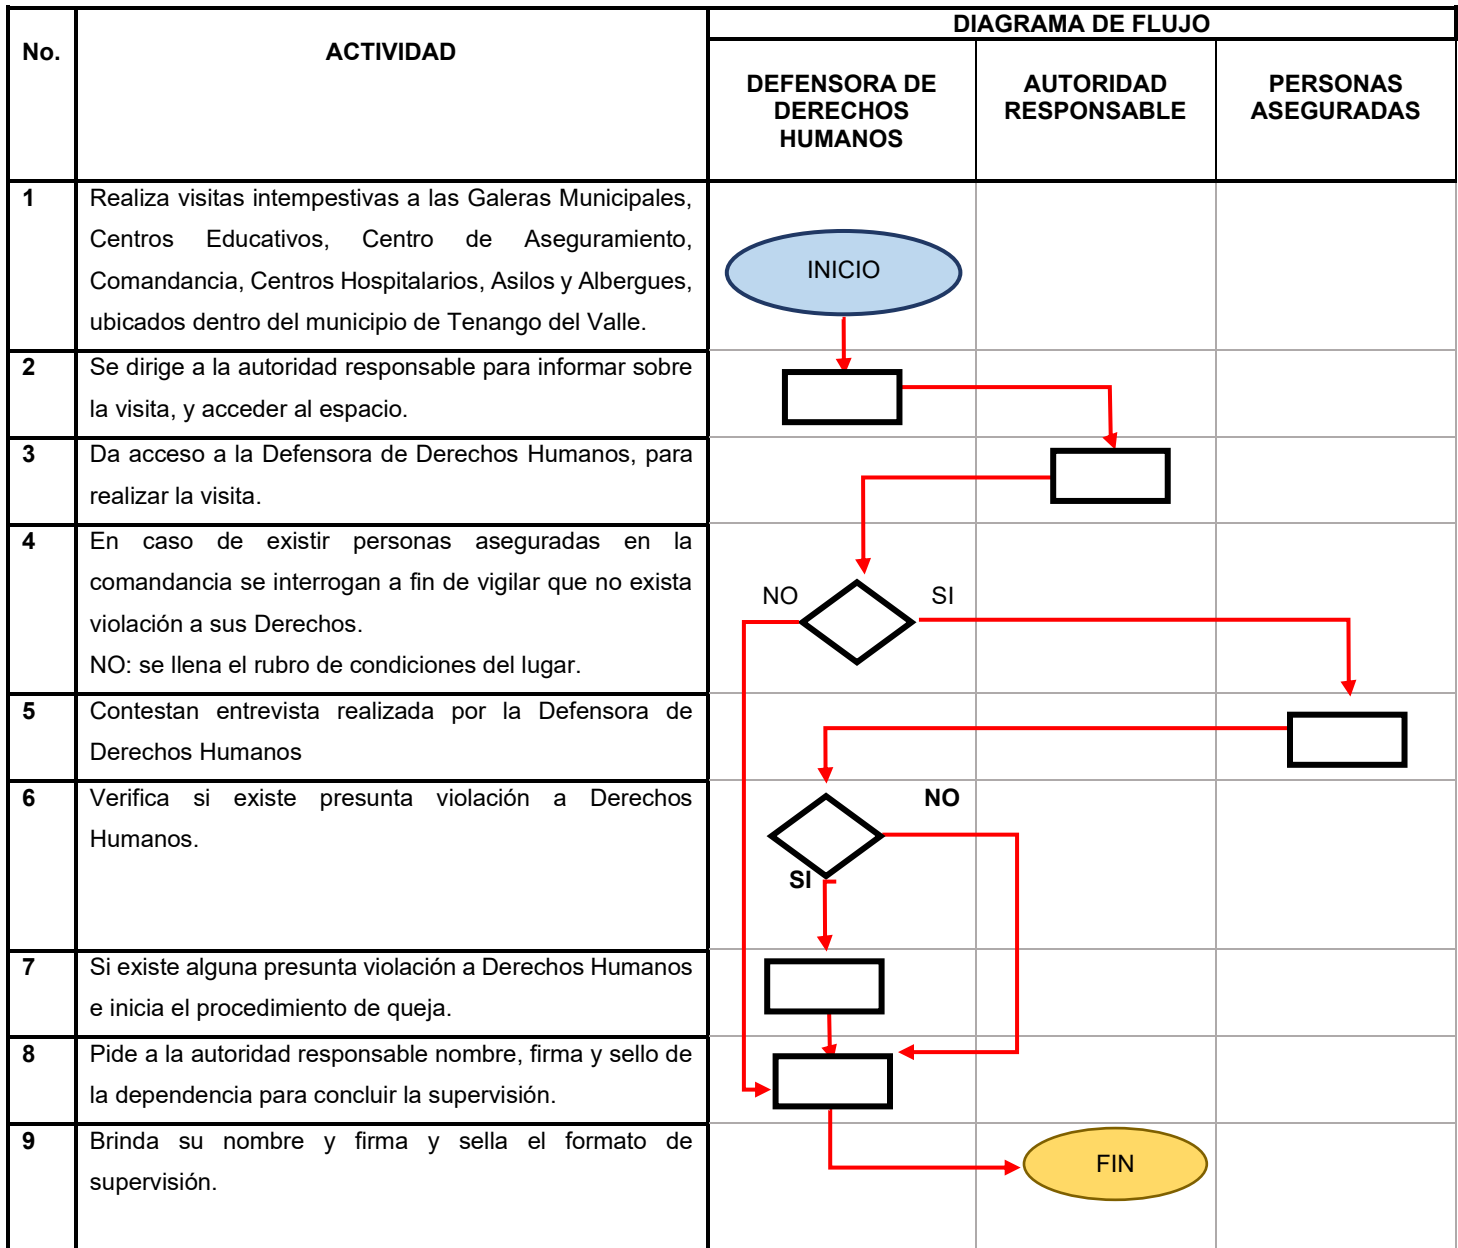 DIAGRAMA DE FLUJO
No.
ACTIVIDAD
DEFENSORA DE
DERECHOS
HUMANOS
AUTORIDAD
RESPONSABLE
PERSONAS
ASEGURADAS
1
Realiza visitas intempestivas a las Galeras Municipales,
Centros Educativos, Centro de Aseguramiento,
Comandancia, Centros Hospitalarios, Asilos y Albergues,
ubicados dentro del municipio de Tenango del Valle.
INICIO
2
Se dirige a la autoridad responsable para informar sobre
la visita, y acceder al espacio.
3
Da acceso a la Defensora de Derechos Humanos, para
realizar la visita.
4
En caso de existir personas aseguradas en la
comandancia se interrogan a fin de vigilar que no exista
violación a sus Derechos.
NO: se llena el rubro de condiciones del lugar.
NO
SI
5
Contestan entrevista realizada por la Defensora de
Derechos Humanos
6
Verifica si existe presunta violación a Derechos
Humanos.
NO
SI
7
Si existe alguna presunta violación a Derechos Humanos
e inicia el procedimiento de queja.
8
Pide a la autoridad responsable nombre, firma y sello de
la dependencia para concluir la supervisión.
9
Brinda su nombre y firma y sella el formato de
supervisión.
FIN